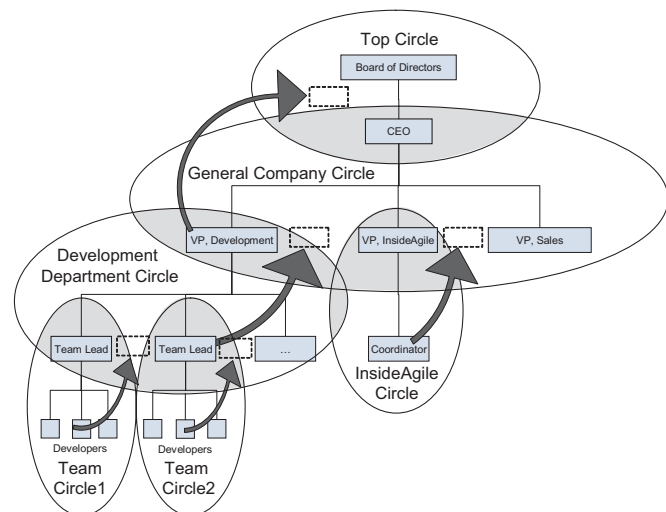 Top Circle
Board of Directors
CEO
General Company Circle
VP, Development
VP, InsideAgile
VP, Sales
Development
Department Circle
Team Lead
Team Lead
...
Coordinator
InsideAgile
Circle
Developers
Developers
Team
Circle1
Team
Circle2